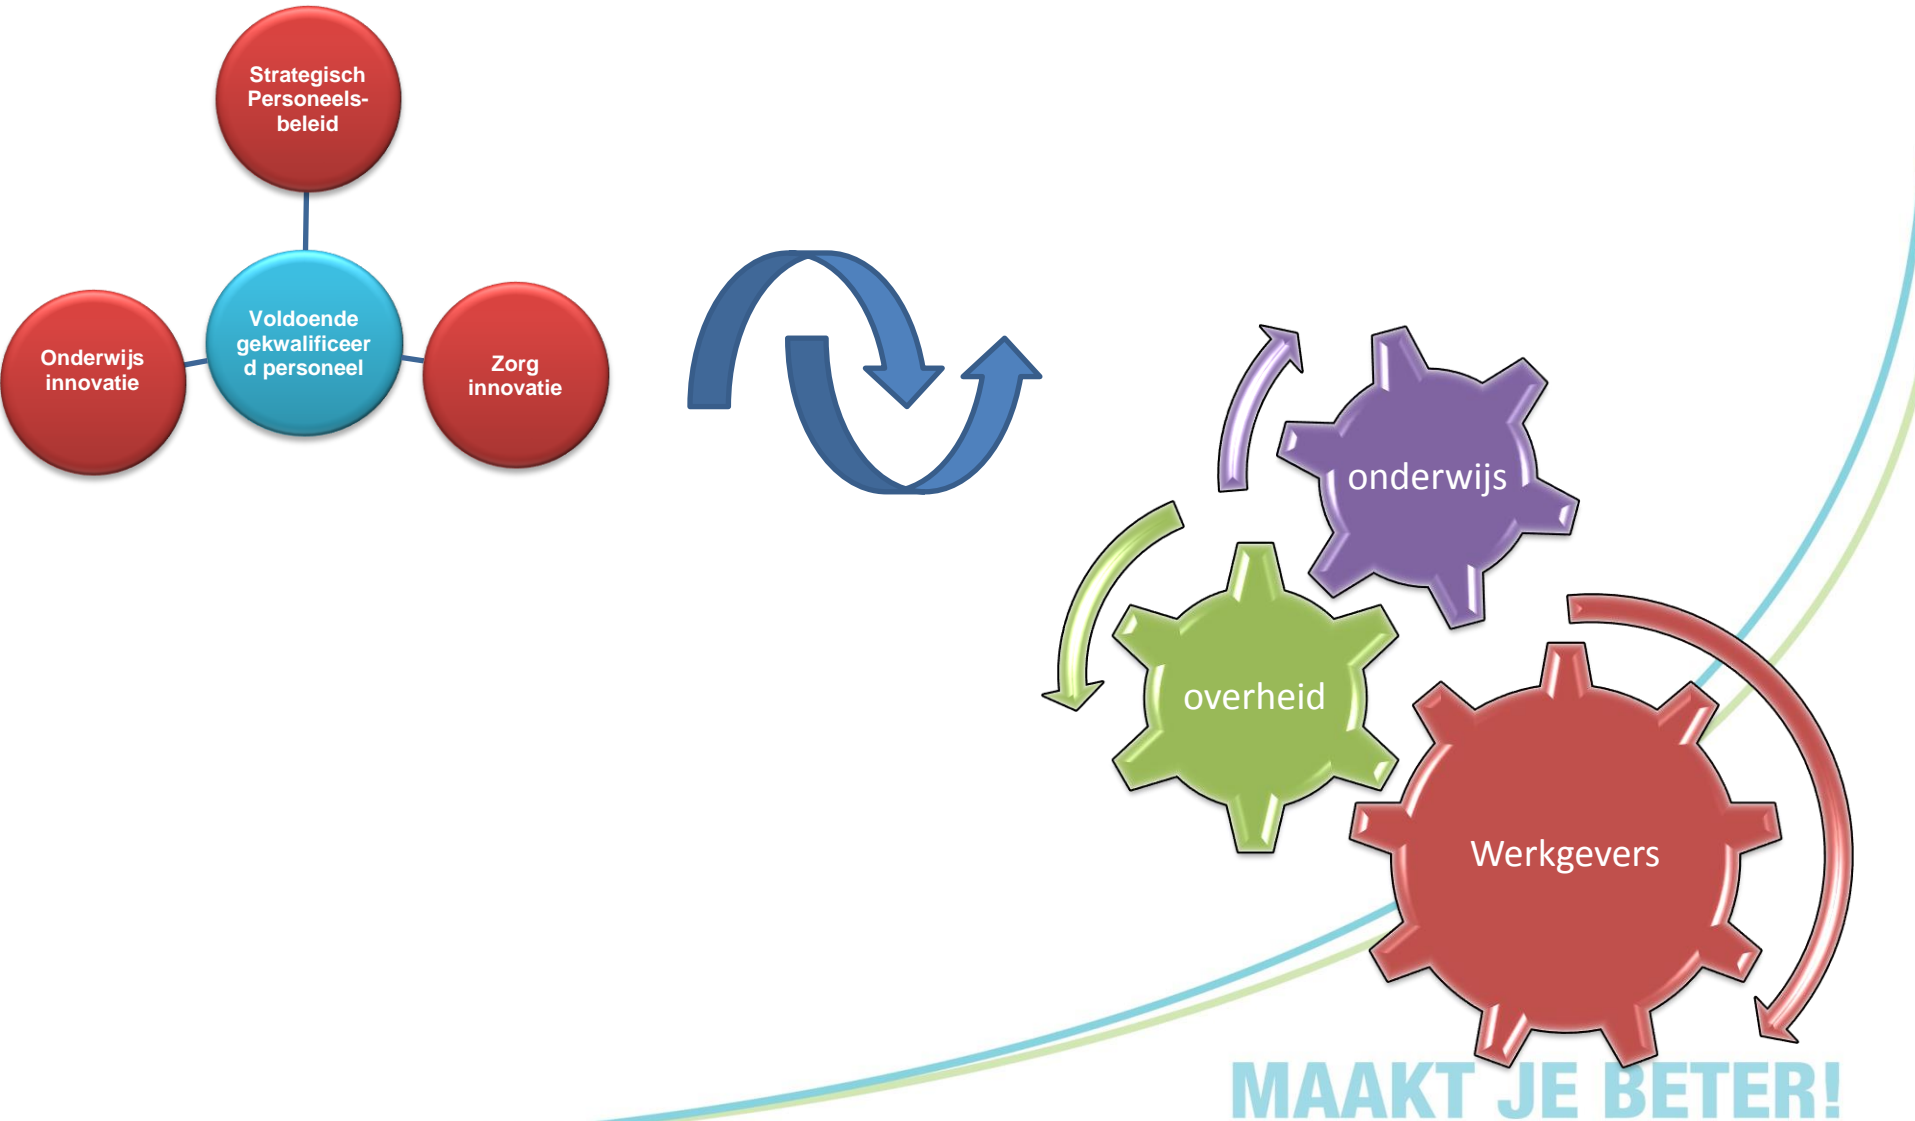 Strategisch
Personeels-
beleid
Voldoende
gekwalificeer
d personeel
Onderwijs
innovatie
Zorg
innovatie
onderwijs
overheid
Werkgevers
MAAKT JE BETER!